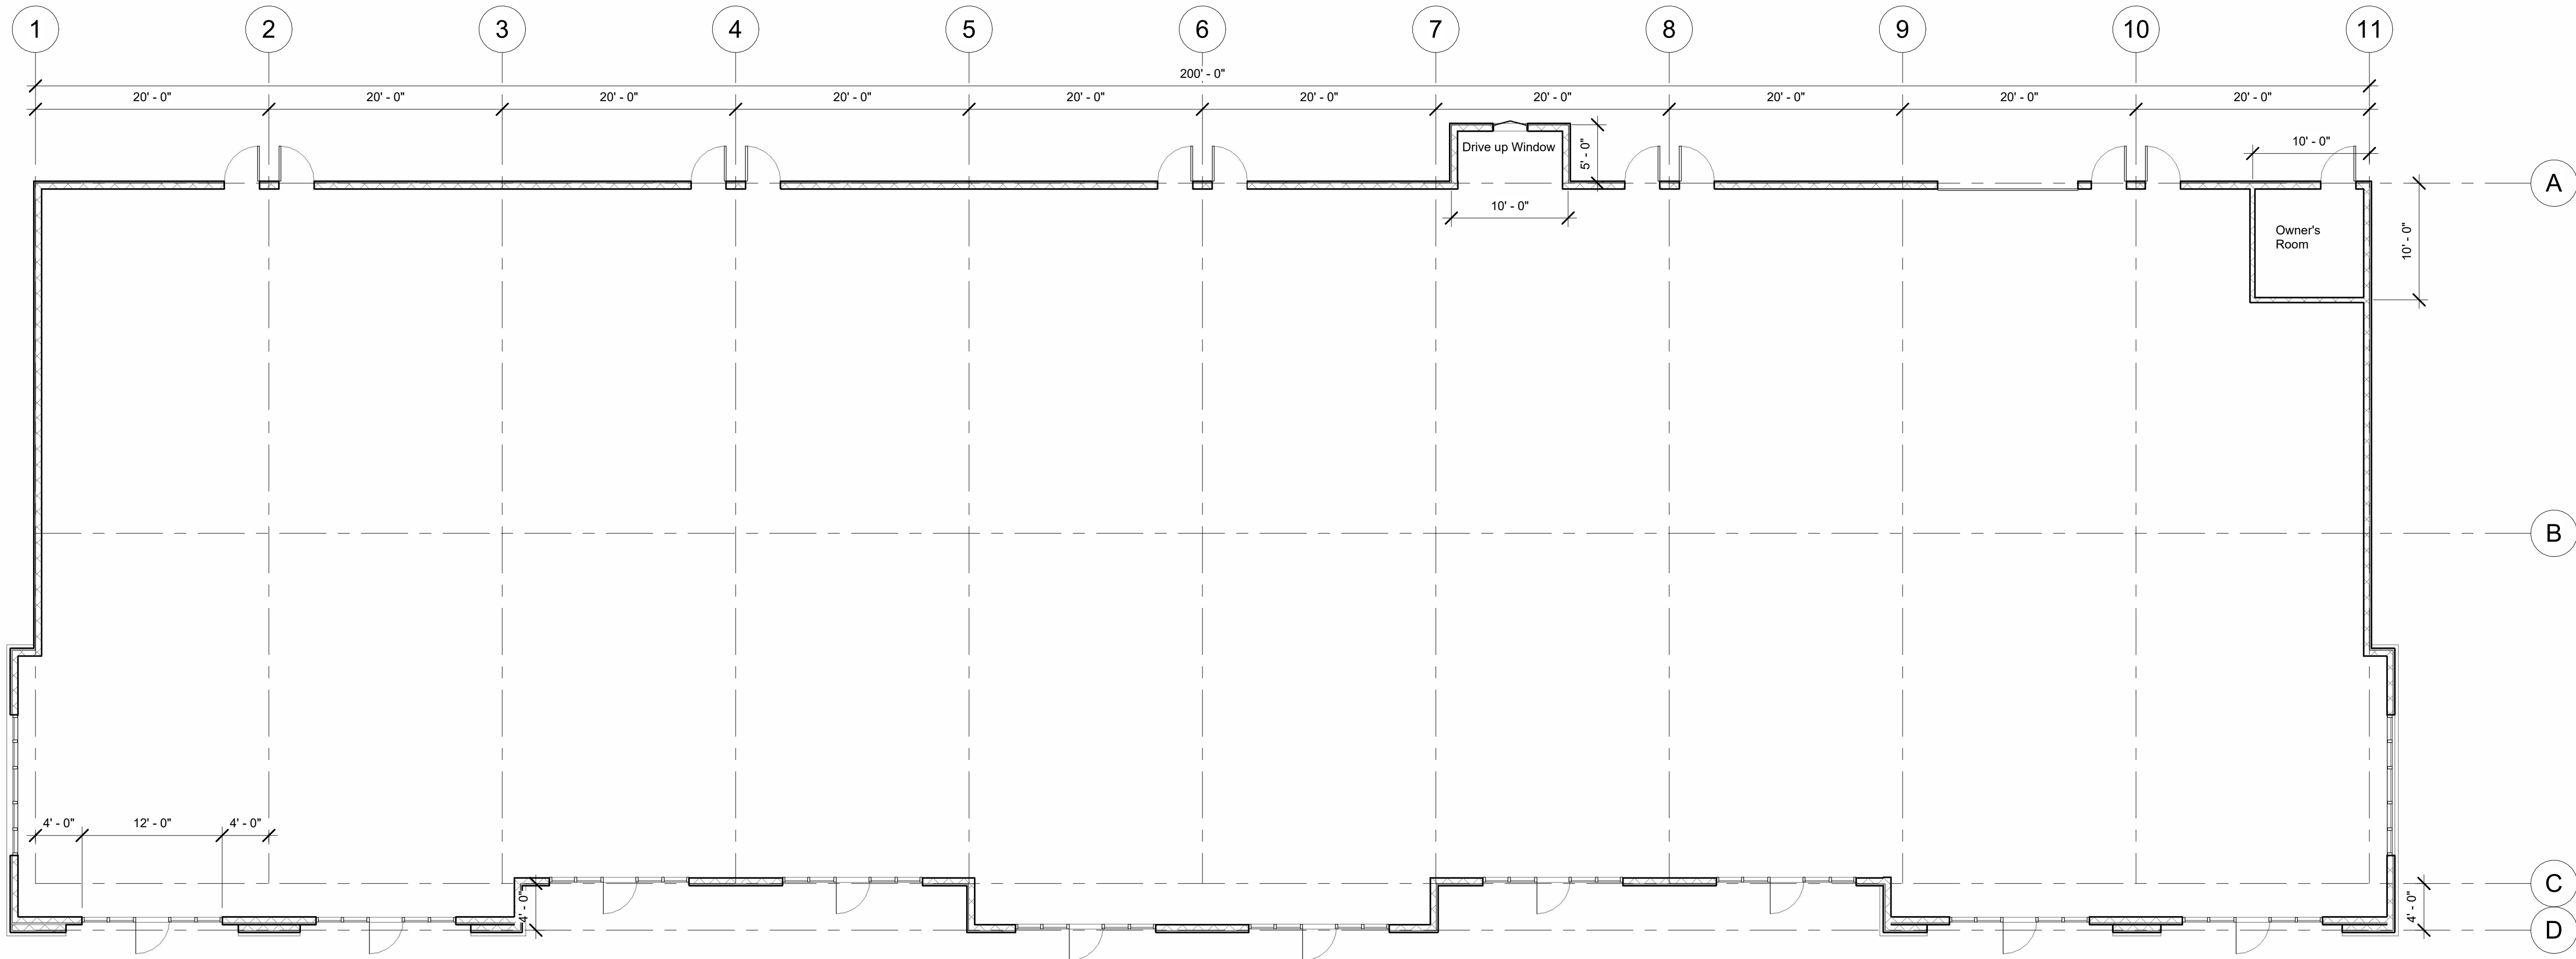 1 2 3 4 5 6 7 8 9 10 11
200' - 0"
20' - 0" 20' - 0" 20' - 0" 20' - 0" 20' - 0" 20' - 0" 20' - 0" 20' - 0" 20' - 0" 20' - 0"
10' - 0"
Drive up Window
5' - 0"
A
10' - 0"
Owner's
Room
10' - 0"
B
4' - 0" 12' - 0" 4' - 0"
C
4' - 0"
4' - 0"
D